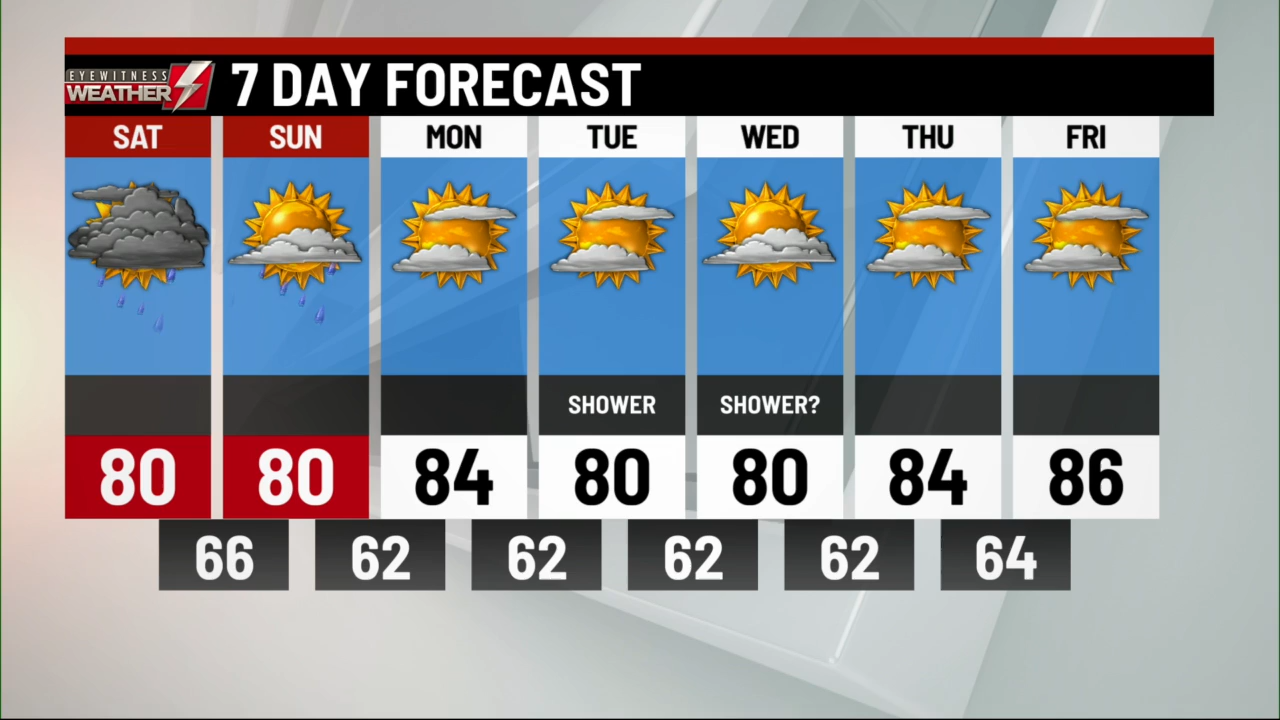 EYEWITNESS
WEATHER
7 DAY FORECAST
SAT SUN MON TUE WED THU FRI
SHOWER SHOWER?
80 80 84 80 80 84 86
66 62 62 62 62 64